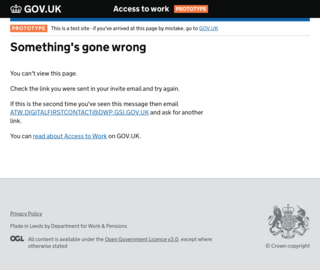 GOV.UK
Access to work PROTOTYPE
PROTOTYPE This is a test site - if you've arrived at this page by mistake, go to GOV.UK
Something's gone wrong
You can't view this page.
Check the link you were sent in your invite email and try again.
If this is the second time you've seen this message then email
ATW.DIGITALFIRSTCONTACT@DWP.GSI.GOV.UK and ask for another
link.
You can read about Access to Work on GOV.UK.
Privacy Policy
Made in Leeds by Department for Work & Pensions
OGL All content is available under the Open Government Licence v3.0, except where
otherwise stated
© Crown copyright